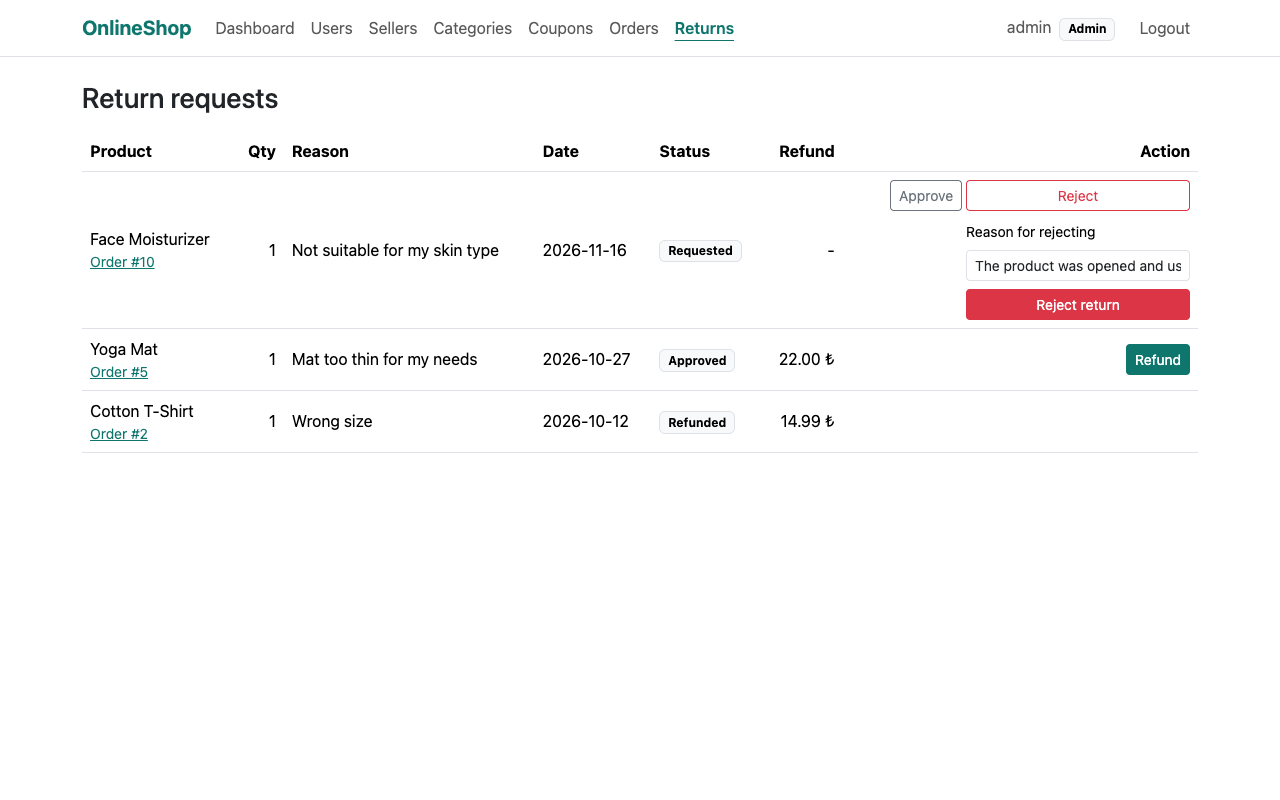 OnlineShop Dashboard Users Sellers Categories Coupons Orders Returns admin Admin Logout
Return requests
Product Qty Reason Date Status Refund Action
Approve Reject
Face Moisturizer 1 Not suitable for my skin type 2026-11-16 Requested -
Order #10
Reason for rejecting
The product was opened and us
Reject return
Yoga Mat 1 Mat too thin for my needs 2026-10-27 Approved 22.00 ₺ Refund
Order #5
Cotton T-Shirt 1 Wrong size 2026-10-12 Refunded 14.99 ₺
Order #2